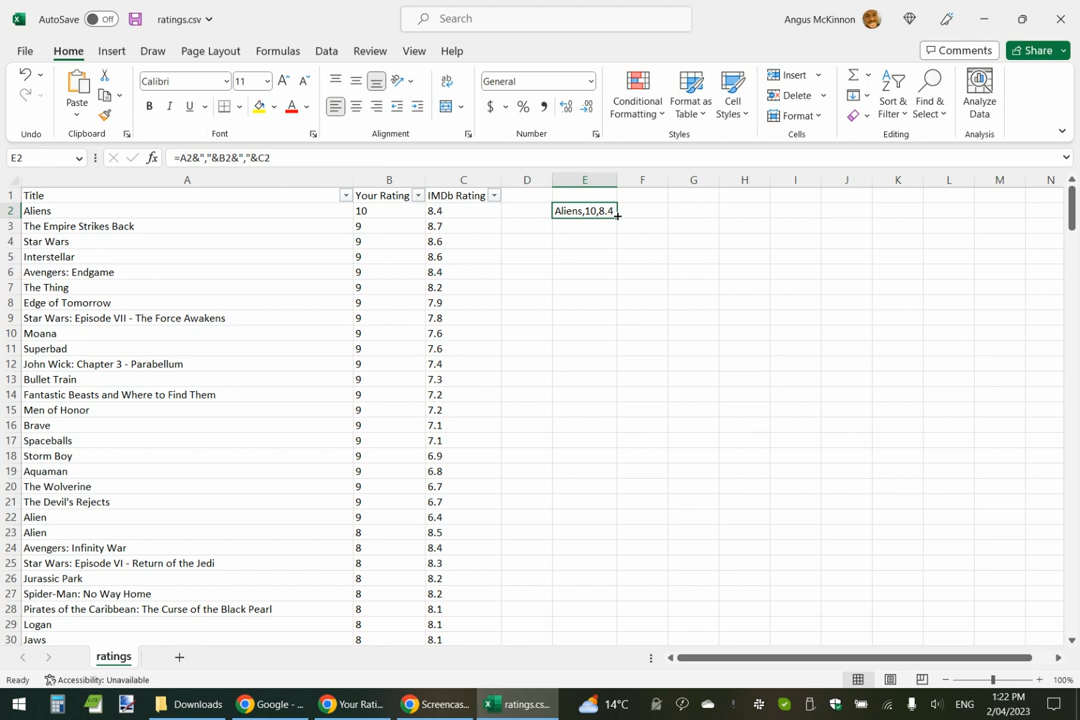 AutoSave Off ratings.csv Search Angus McKinnon
File Home Insert Draw Page Layout Formulas Data Review View Help Comments Share
Paste Calibri 11 General Conditional Formatting Format as Table Cell Styles Insert Delete Format Sort & Filter Find & Select Analyze Data
Undo Clipboard Font Alignment Number Styles Cells Editing Analysis
E2 =A2&","&B2&","&C2
A B C D E F G H I J K L M N
1 Title Your Rating IMDb Rating
2 Aliens 10 8.4 Aliens,10,8.4
3 The Empire Strikes Back 9 8.7
4 Star Wars 9 8.6
5 Interstellar 9 8.6
6 Avengers: Endgame 9 8.4
7 The Thing 9 8.2
8 Edge of Tomorrow 9 7.9
9 Star Wars: Episode VII - The Force Awakens 9 7.8
10 Moana 9 7.6
11 Superbad 9 7.6
12 John Wick: Chapter 3 - Parabellum 9 7.4
13 Bullet Train 9 7.3
14 Fantastic Beasts and Where to Find Them 9 7.2
15 Men of Honor 9 7.2
16 Brave 9 7.1
17 Spaceballs 9 7.1
18 Storm Boy 9 6.9
19 Aquaman 9 6.8
20 The Wolverine 9 6.7
21 The Devil's Rejects 9 6.7
22 Alien 9 6.4
23 Alien 8 8.5
24 Avengers: Infinity War 8 8.4
25 Star Wars: Episode VI - Return of the Jedi 8 8.3
26 Jurassic Park 8 8.2
27 Spider-Man: No Way Home 8 8.2
28 Pirates of the Caribbean: The Curse of the Black Pearl 8 8.1
29 Logan 8 8.1
30 Jaws 8 8.1
ratings
Ready Accessibility: Unavailable 100%
Downloads Google - ... Your Rati... Screencas... ratings.cs... 14°C ENG 1:22 PM
2/04/2023